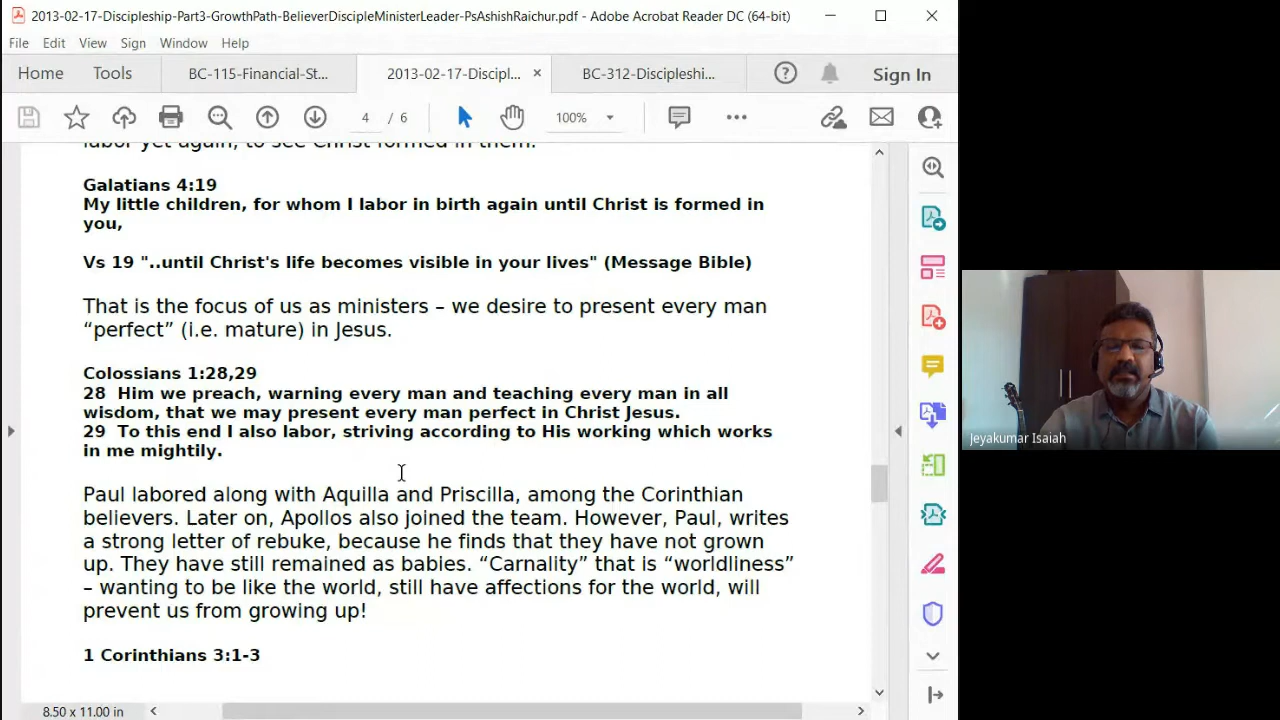 2013-02-17-Discipleship-Part3-GrowthPath-BelieverDiscipleMinisterLeader-PsAshishRaichur.pdf - Adobe Acrobat Reader DC (64-bit)
File Edit View Sign Window Help
Home Tools BC-115-Financial-St... 2013-02-17-Discipl... × BC-312-Discipleshi... Sign In
4 / 6 100%
labor yet again, to see Christ formed in them.
Galatians 4:19
My little children, for whom I labor in birth again until Christ is formed in
you,
Vs 19 "..until Christ's life becomes visible in your lives" (Message Bible)
That is the focus of us as ministers – we desire to present every man
“perfect” (i.e. mature) in Jesus.
Colossians 1:28,29
28 Him we preach, warning every man and teaching every man in all
wisdom, that we may present every man perfect in Christ Jesus.
29 To this end I also labor, striving according to His working which works
in me mightily.
Paul labored along with Aquilla and Priscilla, among the Corinthian
believers. Later on, Apollos also joined the team. However, Paul, writes
a strong letter of rebuke, because he finds that they have not grown
up. They have still remained as babies. “Carnality” that is “worldliness”
– wanting to be like the world, still have affections for the world, will
prevent us from growing up!
1 Corinthians 3:1-3
8.50 x 11.00 in
Jeyakumar Isaiah